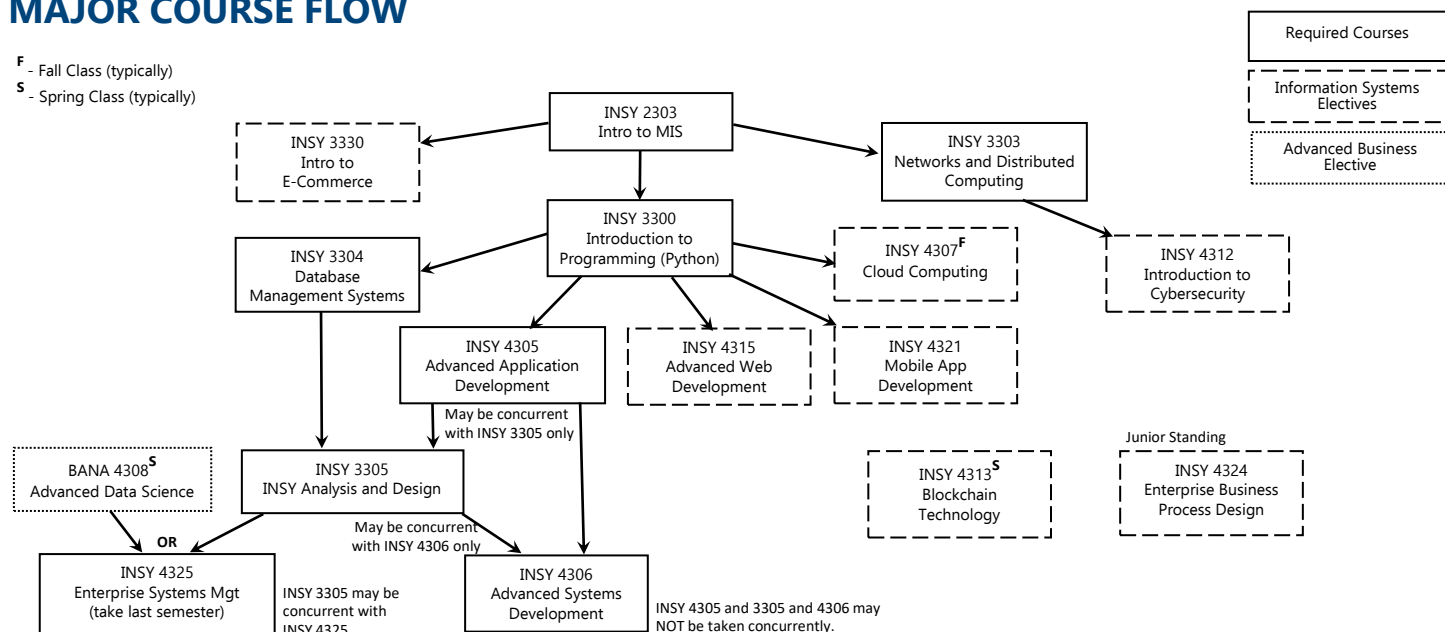 MAJOR COURSE FLOW
F - Fall Class (typically)
S - Spring Class (typically)
Required Courses
Information Systems
Electives
Advanced Business
Elective
INSY 2303
Intro to MIS
INSY 3330
Intro to
E-Commerce
INSY 3303
Networks and Distributed
Computing
INSY 3300
Introduction to
Programming (Python)
INSY 3304
Database
Management Systems
INSY 4307F
Cloud Computing
INSY 4312
Introduction to
Cybersecurity
INSY 4305
Advanced Application
Development
INSY 4315
Advanced Web
Development
INSY 4321
Mobile App
Development
May be concurrent
with INSY 3305 only
BANA 4308S
Advanced Data Science
INSY 3305
INSY Analysis and Design
INSY 4313S
Blockchain
Technology
Junior Standing
INSY 4324
Enterprise Business
Process Design
May be concurrent
with INSY 4306 only
OR
INSY 4325
Enterprise Systems Mgt
(take last semester)
INSY 3305 may be
concurrent with
INSY 4325
INSY 4306
Advanced Systems
Development
INSY 4305 and 3305 and 4306 may
NOT be taken concurrently.